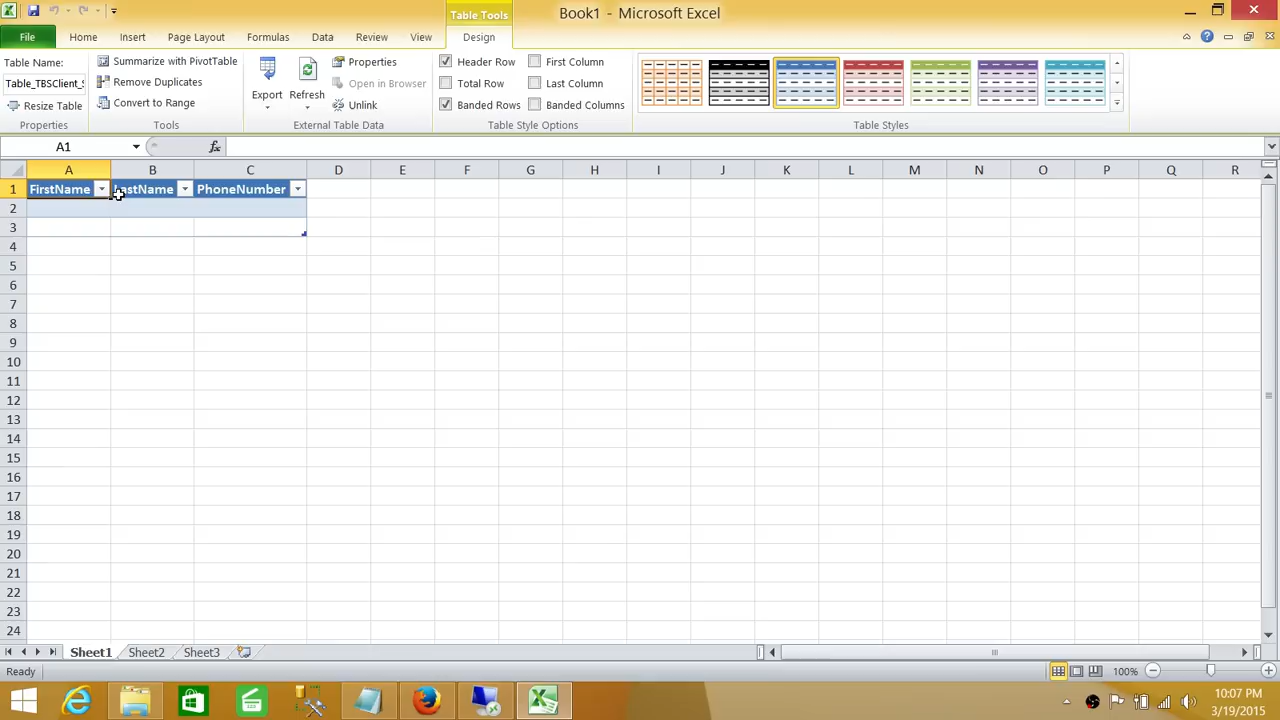 Table Tools
Book1 - Microsoft Excel
File
Home
Insert
Page Layout
Formulas
Data
Review
View
Design
Table Name:
Resize Table
Properties
Summarize with PivotTable
Remove Duplicates
Convert to Range
Tools
Export
Refresh
Properties
Open in Browser
Unlink
External Table Data
Header Row
Total Row
Banded Rows
First Column
Last Column
Banded Columns
Table Style Options
Table Styles
A1
fx
A B C D E F G H I J K L M N O P Q R
1 FirstName LastName PhoneNumber
2
3
4
5
6
7
8
9
10
11
12
13
14
15
16
17
18
19
20
21
22
23
24
Sheet1 Sheet2 Sheet3
Ready
100%
10:07 PM
3/19/2015